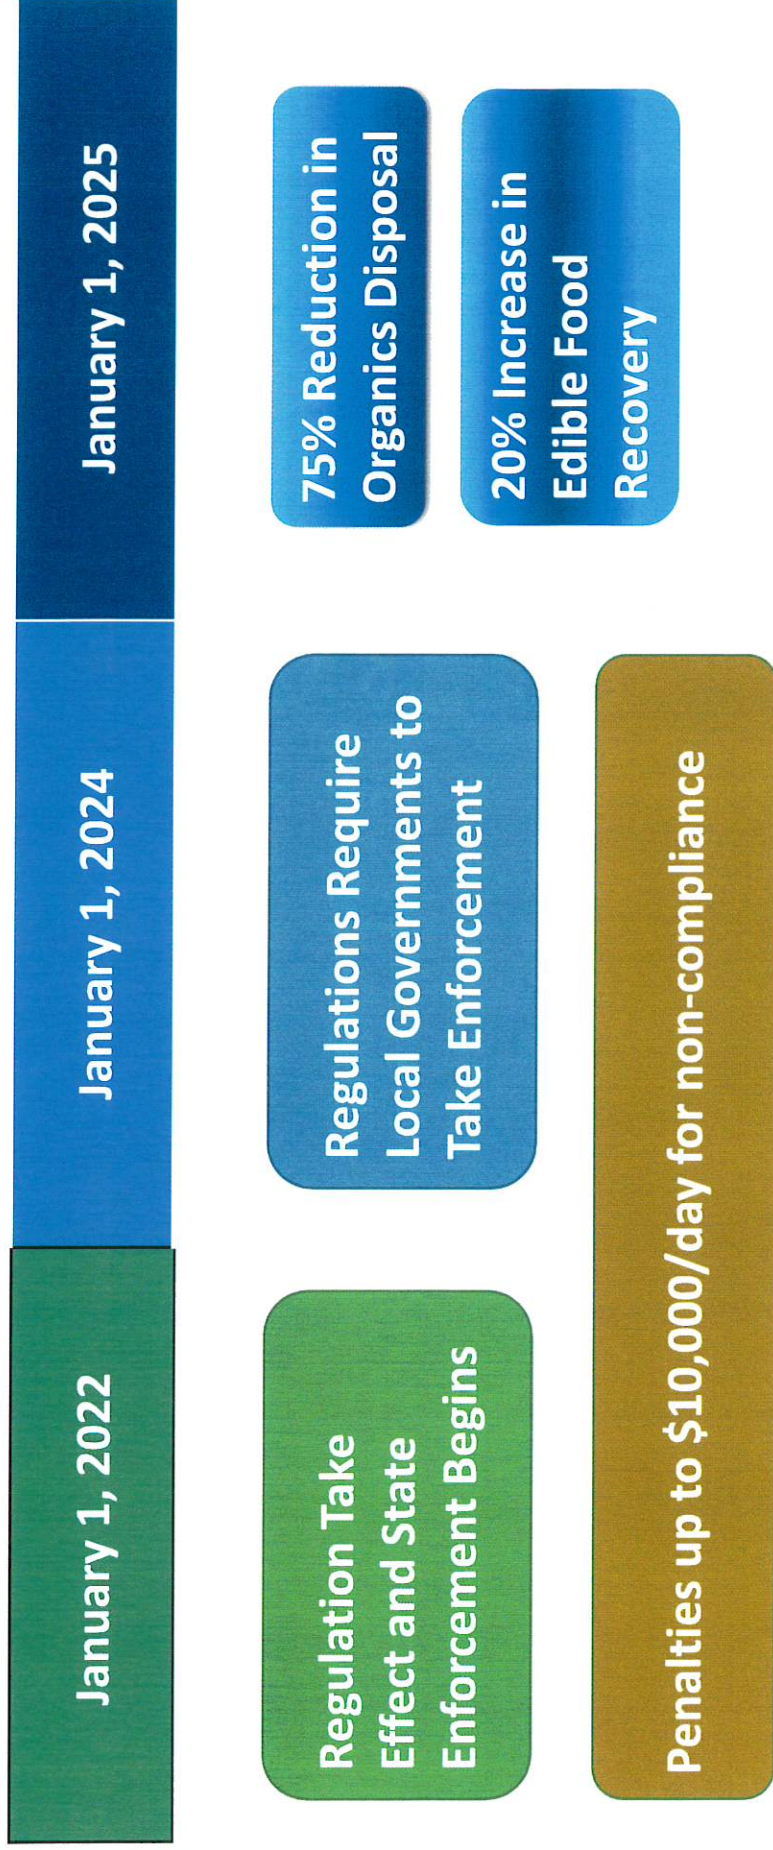 January 1, 2022
January 1, 2024
January 1, 2025
Regulation Take
Effect and State
Enforcement Begins
Regulations Require
Local Governments to
Take Enforcement
75% Reduction in
Organics Disposal
20% Increase in
Edible Food
Recovery
Penalties up to $10,000/day for non-compliance